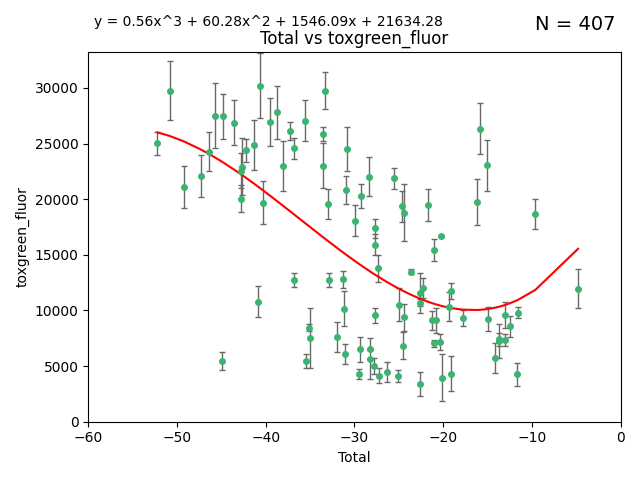 y = 0.56x^3 + 60.28x^2 + 1546.09x + 21634.28
N = 407
Total vs toxgreen_fluor
toxgreen_fluor
30000
25000
20000
15000
10000
5000
0
−60
−50
−40
−30
−20
−10
0
Total